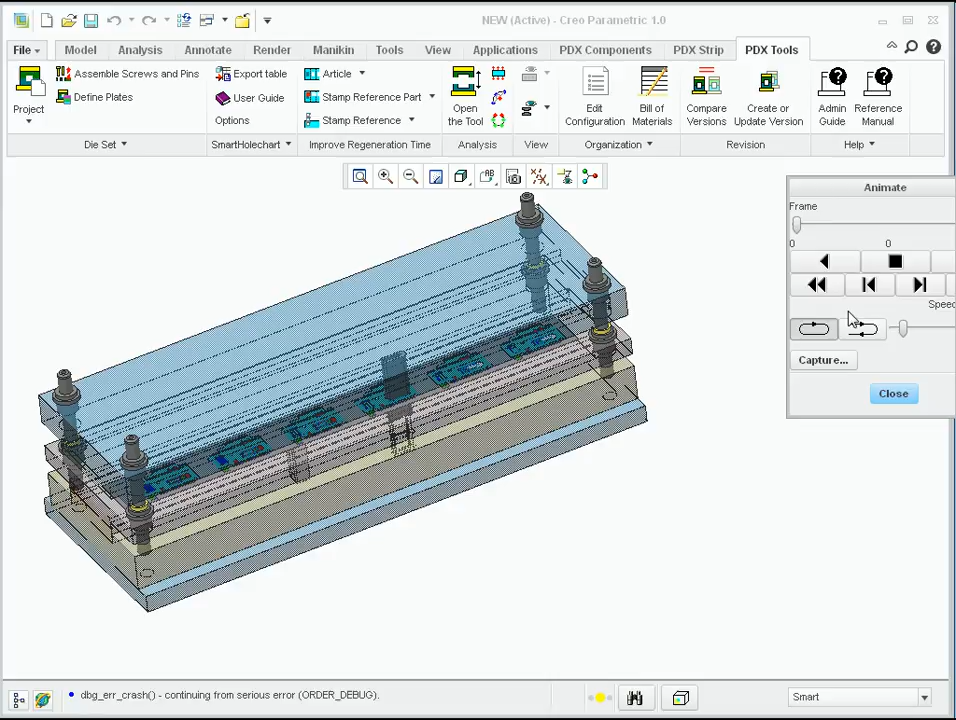 NEW (Active) - Creo Parametric 1.0
File Model Analysis Annotate Render Manikin Tools View Applications PDX Components PDX Strip PDX Tools
Project
Assemble Screws and Pins
Define Plates
Die Set
Export table
User Guide
Options
SmartHolechart
Article
Stamp Reference Part
Stamp Reference
Improve Regeneration Time
Open
the Tool
Analysis
View
Edit
Configuration
Bill of
Materials
Organization
Compare
Versions
Create or
Update Version
Revision
Admin
Guide
Reference
Manual
Help
Animate
Frame
0 0
Speed
Capture...
Close
dbg_err_crash() - continuing from serious error (ORDER_DEBUG).
Smart